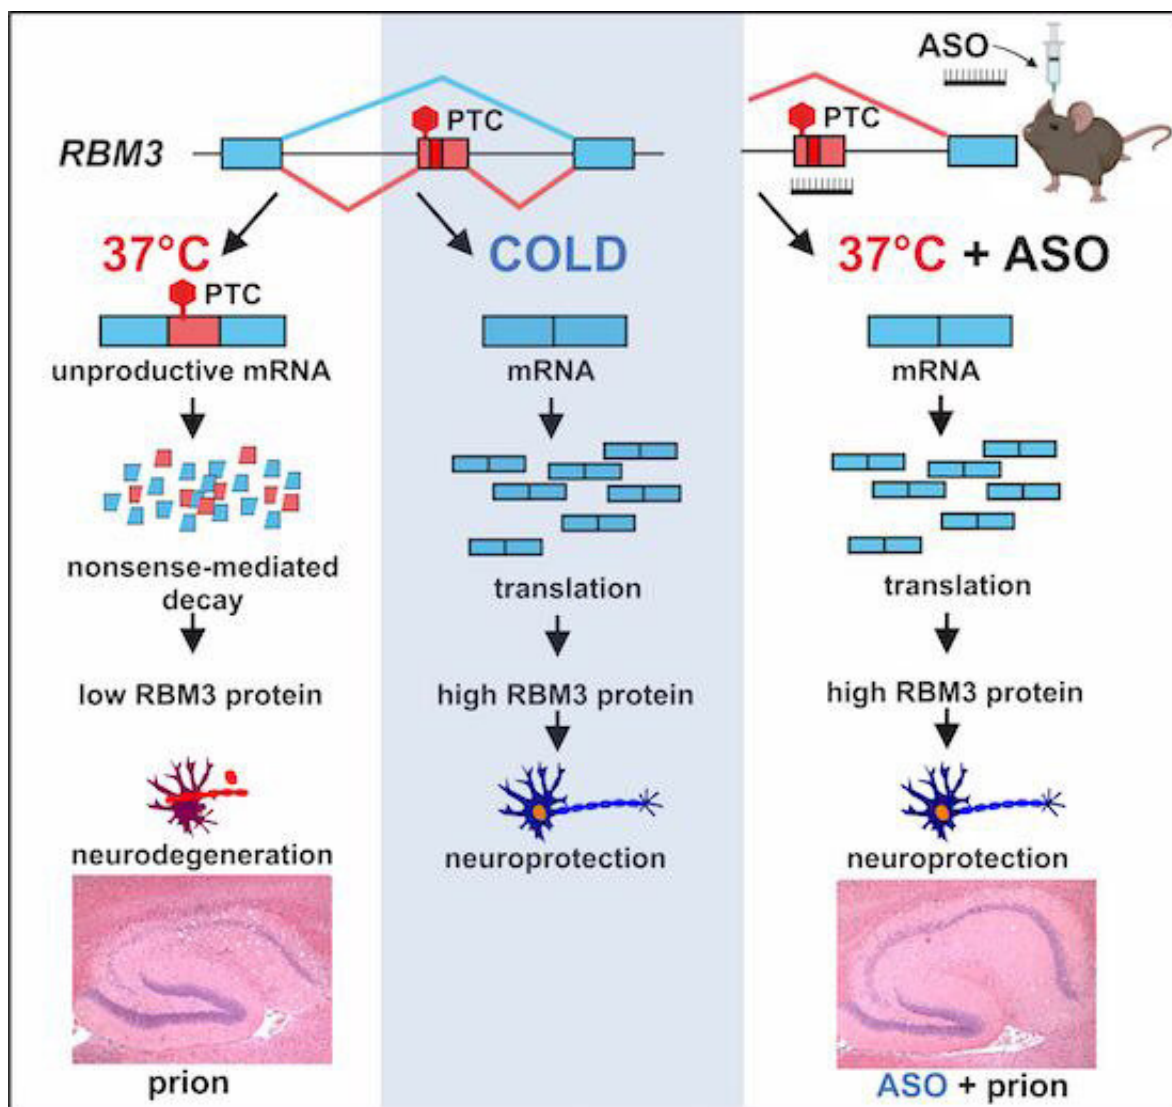 ASO
PTC
PTC
RBM3
37°C
COLD
37°C + ASO
PTC
unproductive mRNA
mRNA
mRNA
nonsense-mediated
decay
translation
translation
low RBM3 protein
high RBM3 protein
high RBM3 protein
neurodegeneration
neuroprotection
neuroprotection
prion
ASO + prion